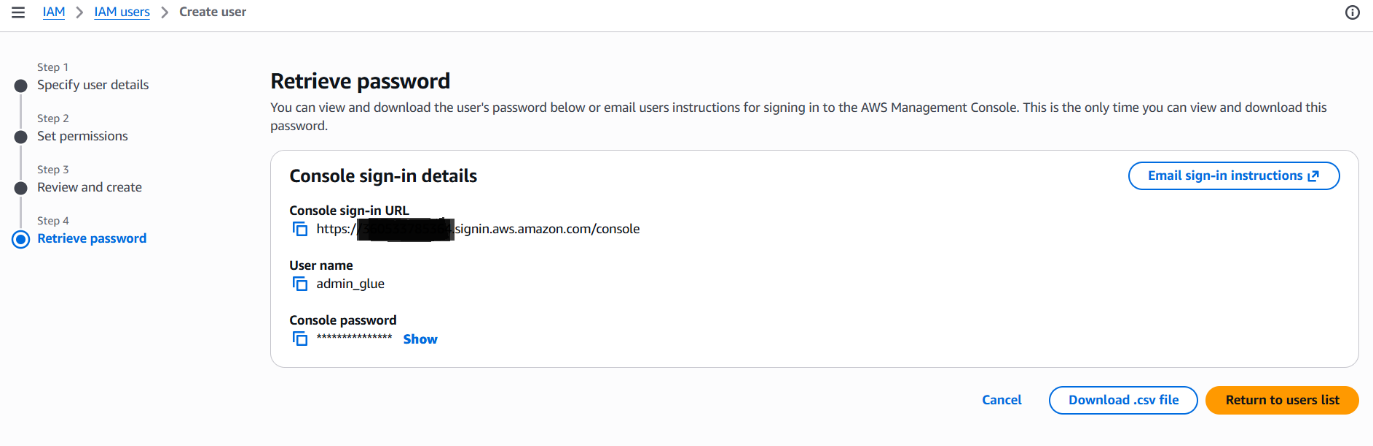 IAM > IAM users > Create user
Step 1
Specify user details
Step 2
Set permissions
Step 3
Review and create
Step 4
Retrieve password
Retrieve password
You can view and download the user's password below or email users instructions for signing in to the AWS Management Console. This is the only time you can view and download this
password.
Console sign-in details
Email sign-in instructions
Console sign-in URL
https:// .signin.aws.amazon.com/console
User name
admin_glue
Console password
*************** Show
Cancel
Download .csv file
Return to users list